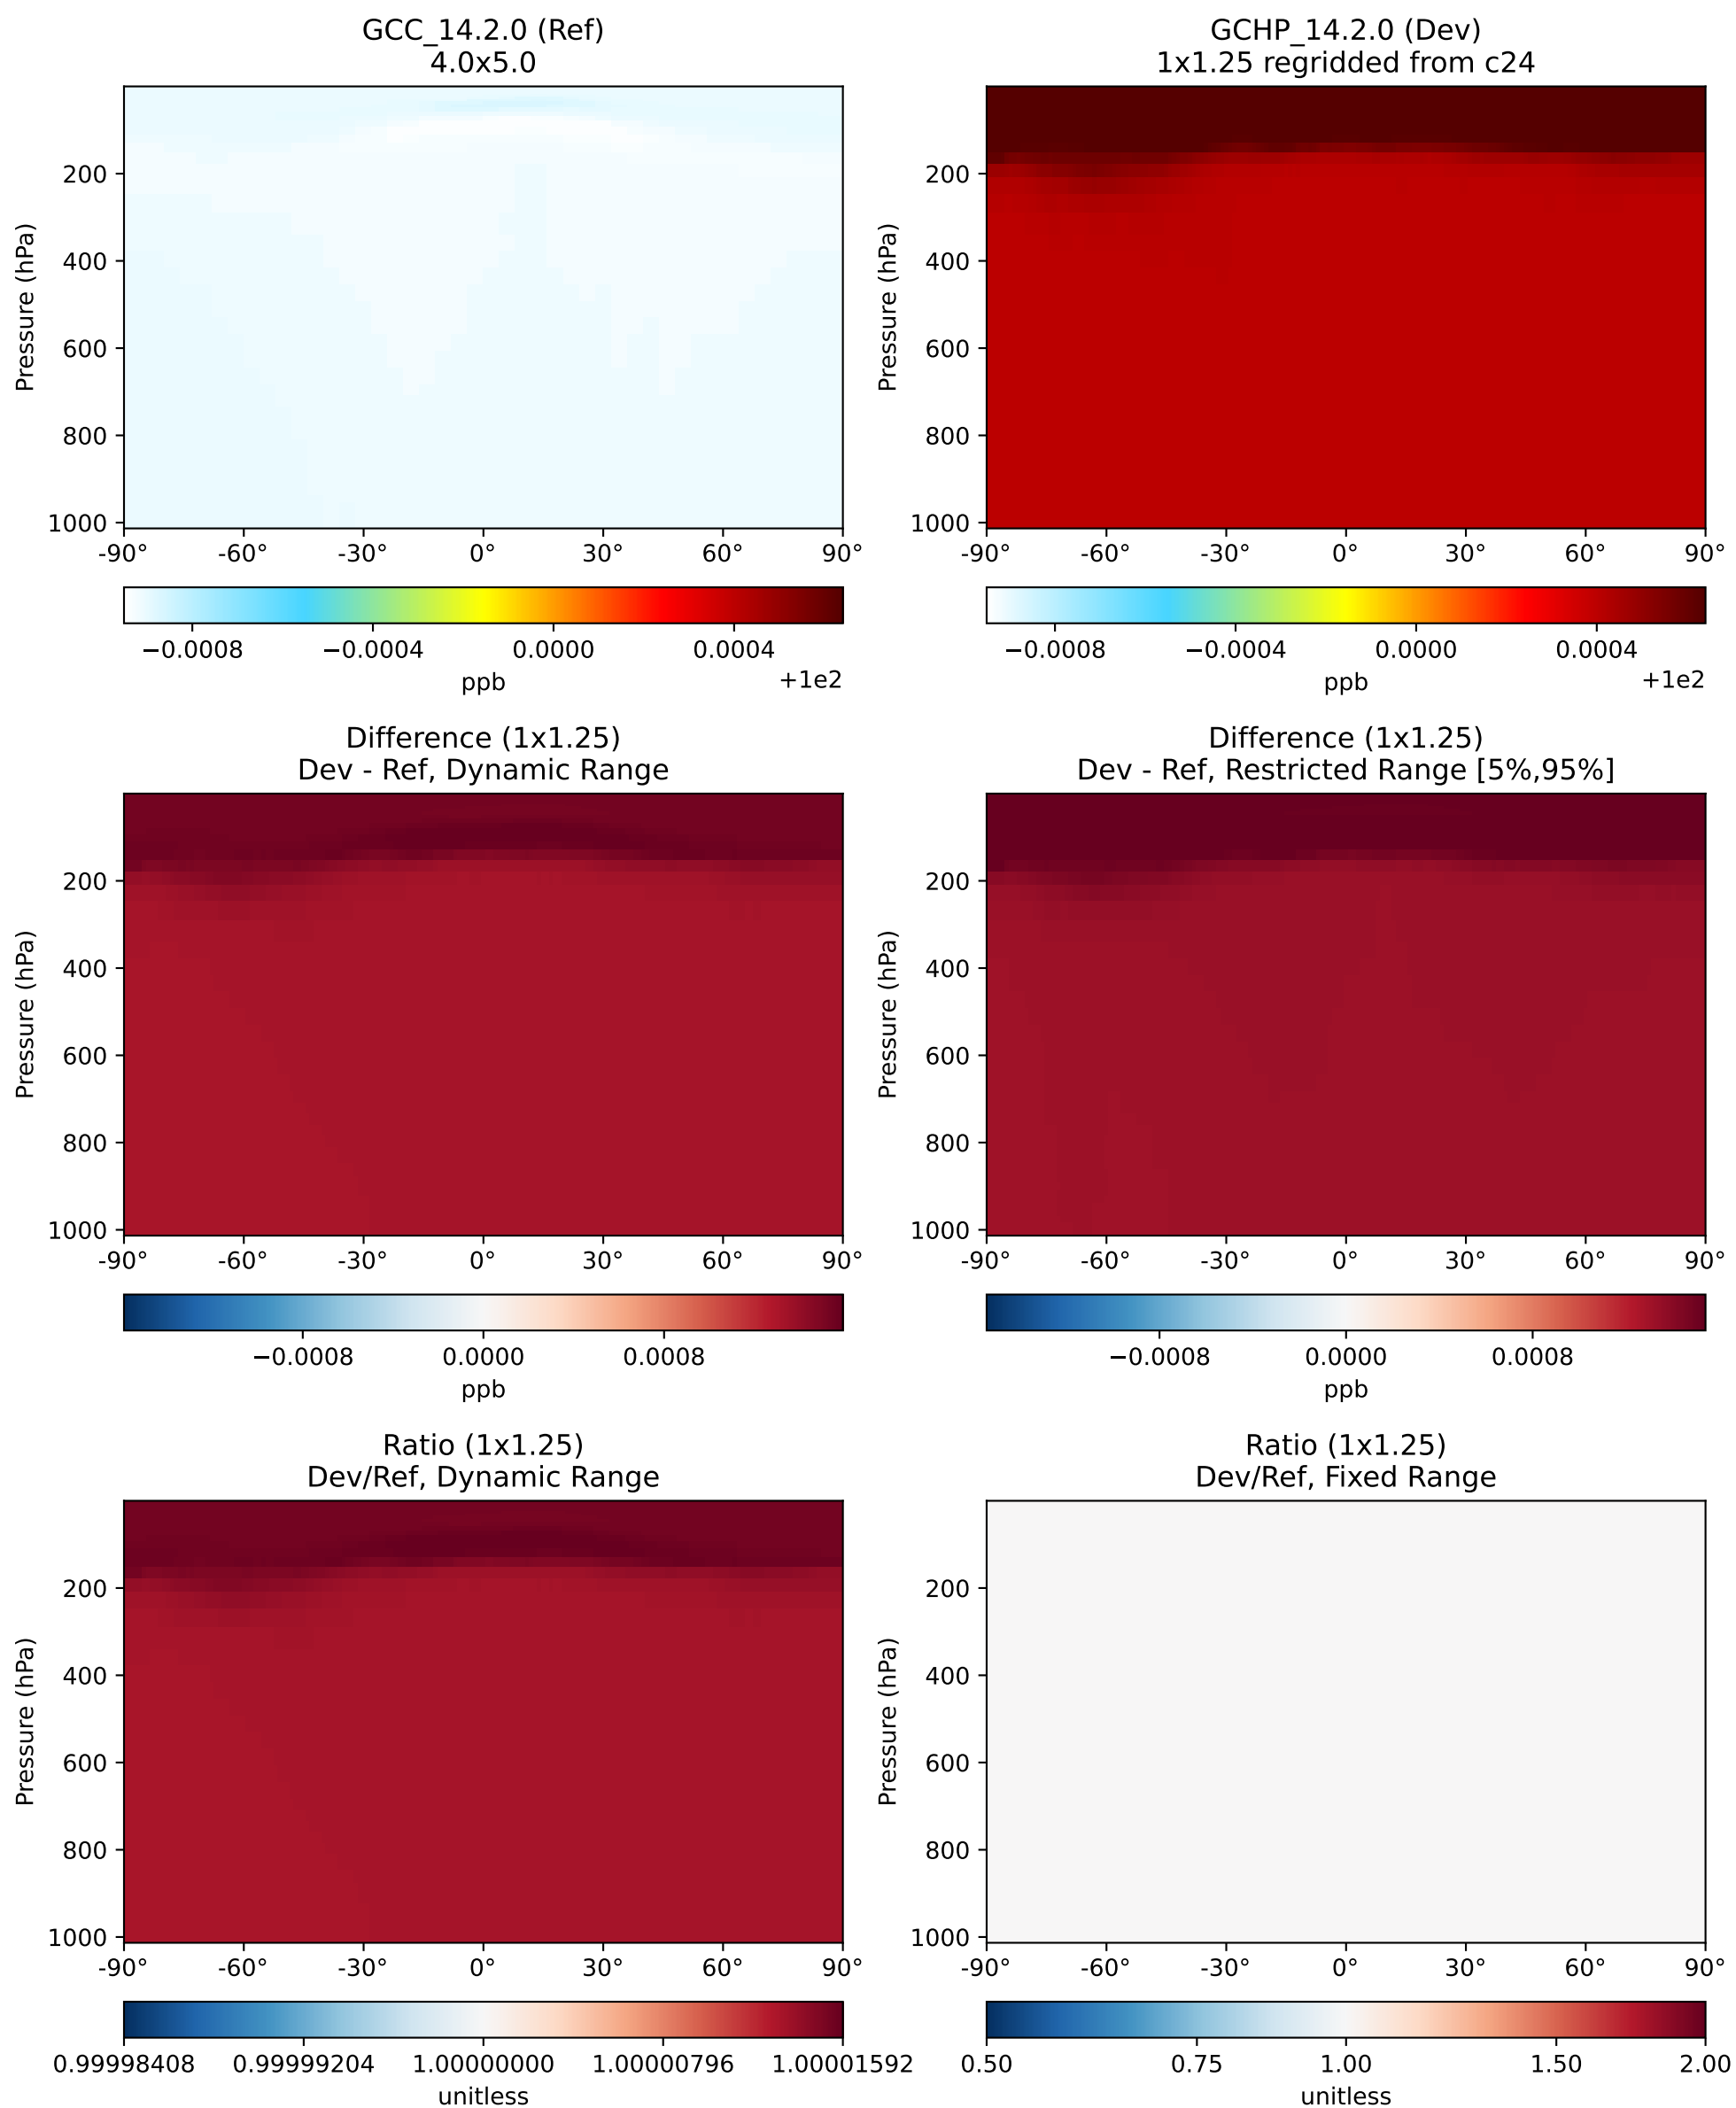 GCC_14.2.0 (Ref)
4.0x5.0
Pressure (hPa)
200
400
600
800
1000
-90° -60° -30° 0° 30° 60° 90°
−0.0008 −0.0004 0.0000 0.0004
+1e2
ppb
GCHP_14.2.0 (Dev)
1x1.25 regridded from c24
Pressure (hPa)
200
400
600
800
1000
-90° -60° -30° 0° 30° 60° 90°
−0.0008 −0.0004 0.0000 0.0004
+1e2
ppb
Difference (1x1.25)
Dev - Ref, Dynamic Range
Pressure (hPa)
200
400
600
800
1000
-90° -60° -30° 0° 30° 60° 90°
−0.0008 0.0000 0.0008
ppb
Difference (1x1.25)
Dev - Ref, Restricted Range [5%,95%]
Pressure (hPa)
200
400
600
800
1000
-90° -60° -30° 0° 30° 60° 90°
−0.0008 0.0000 0.0008
ppb
Ratio (1x1.25)
Dev/Ref, Dynamic Range
Pressure (hPa)
200
400
600
800
1000
-90° -60° -30° 0° 30° 60° 90°
0.99998408 0.99999204 1.00000000 1.00000796 1.00001592
unitless
Ratio (1x1.25)
Dev/Ref, Fixed Range
Pressure (hPa)
200
400
600
800
1000
-90° -60° -30° 0° 30° 60° 90°
0.50 0.75 1.00 1.50 2.00
unitless